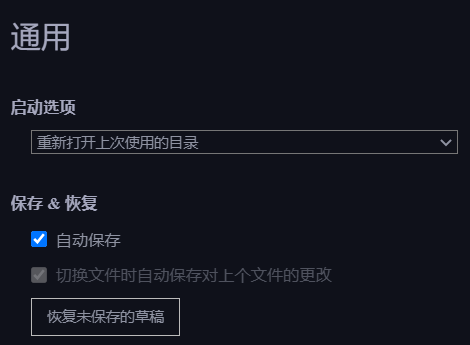 通用
启动选项
重新打开上次使用的目录
保存 & 恢复
自动保存
切换文件时自动保存对上个文件的更改
恢复未保存的草稿